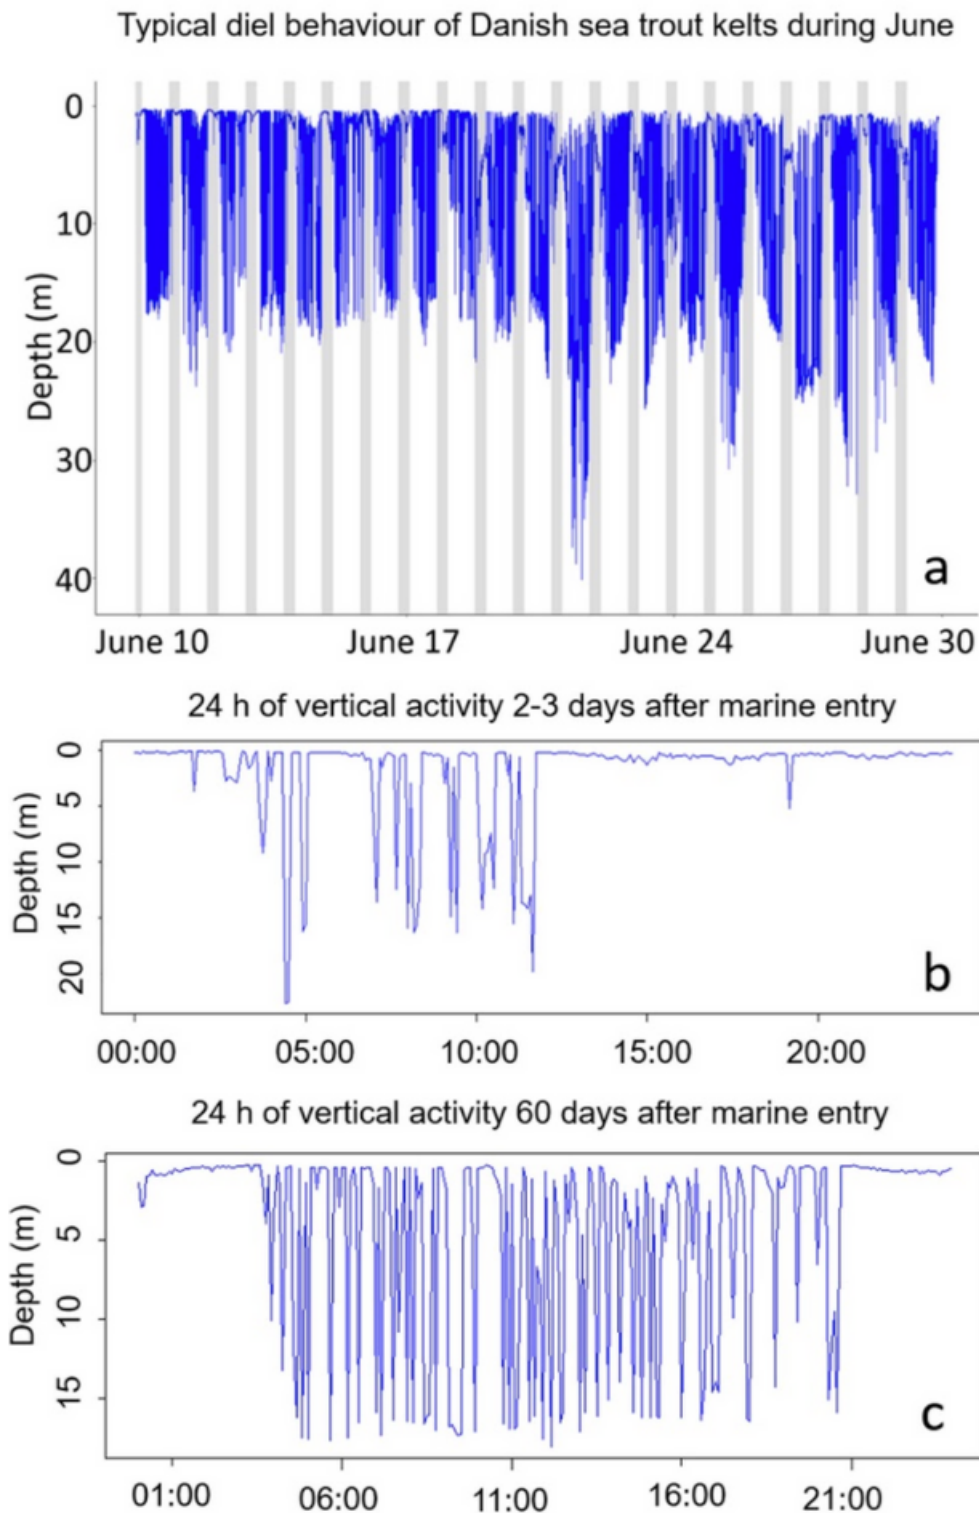 Typical diel behaviour of Danish sea trout kelts during June
0
10
20
30
40
Depth (m)
a
June 10 June 17 June 24 June 30
24 h of vertical activity 2-3 days after marine entry
0
5
10
15
20
Depth (m)
b
00:00 05:00 10:00 15:00 20:00
24 h of vertical activity 60 days after marine entry
0
5
10
15
Depth (m)
c
01:00 06:00 11:00 16:00 21:00